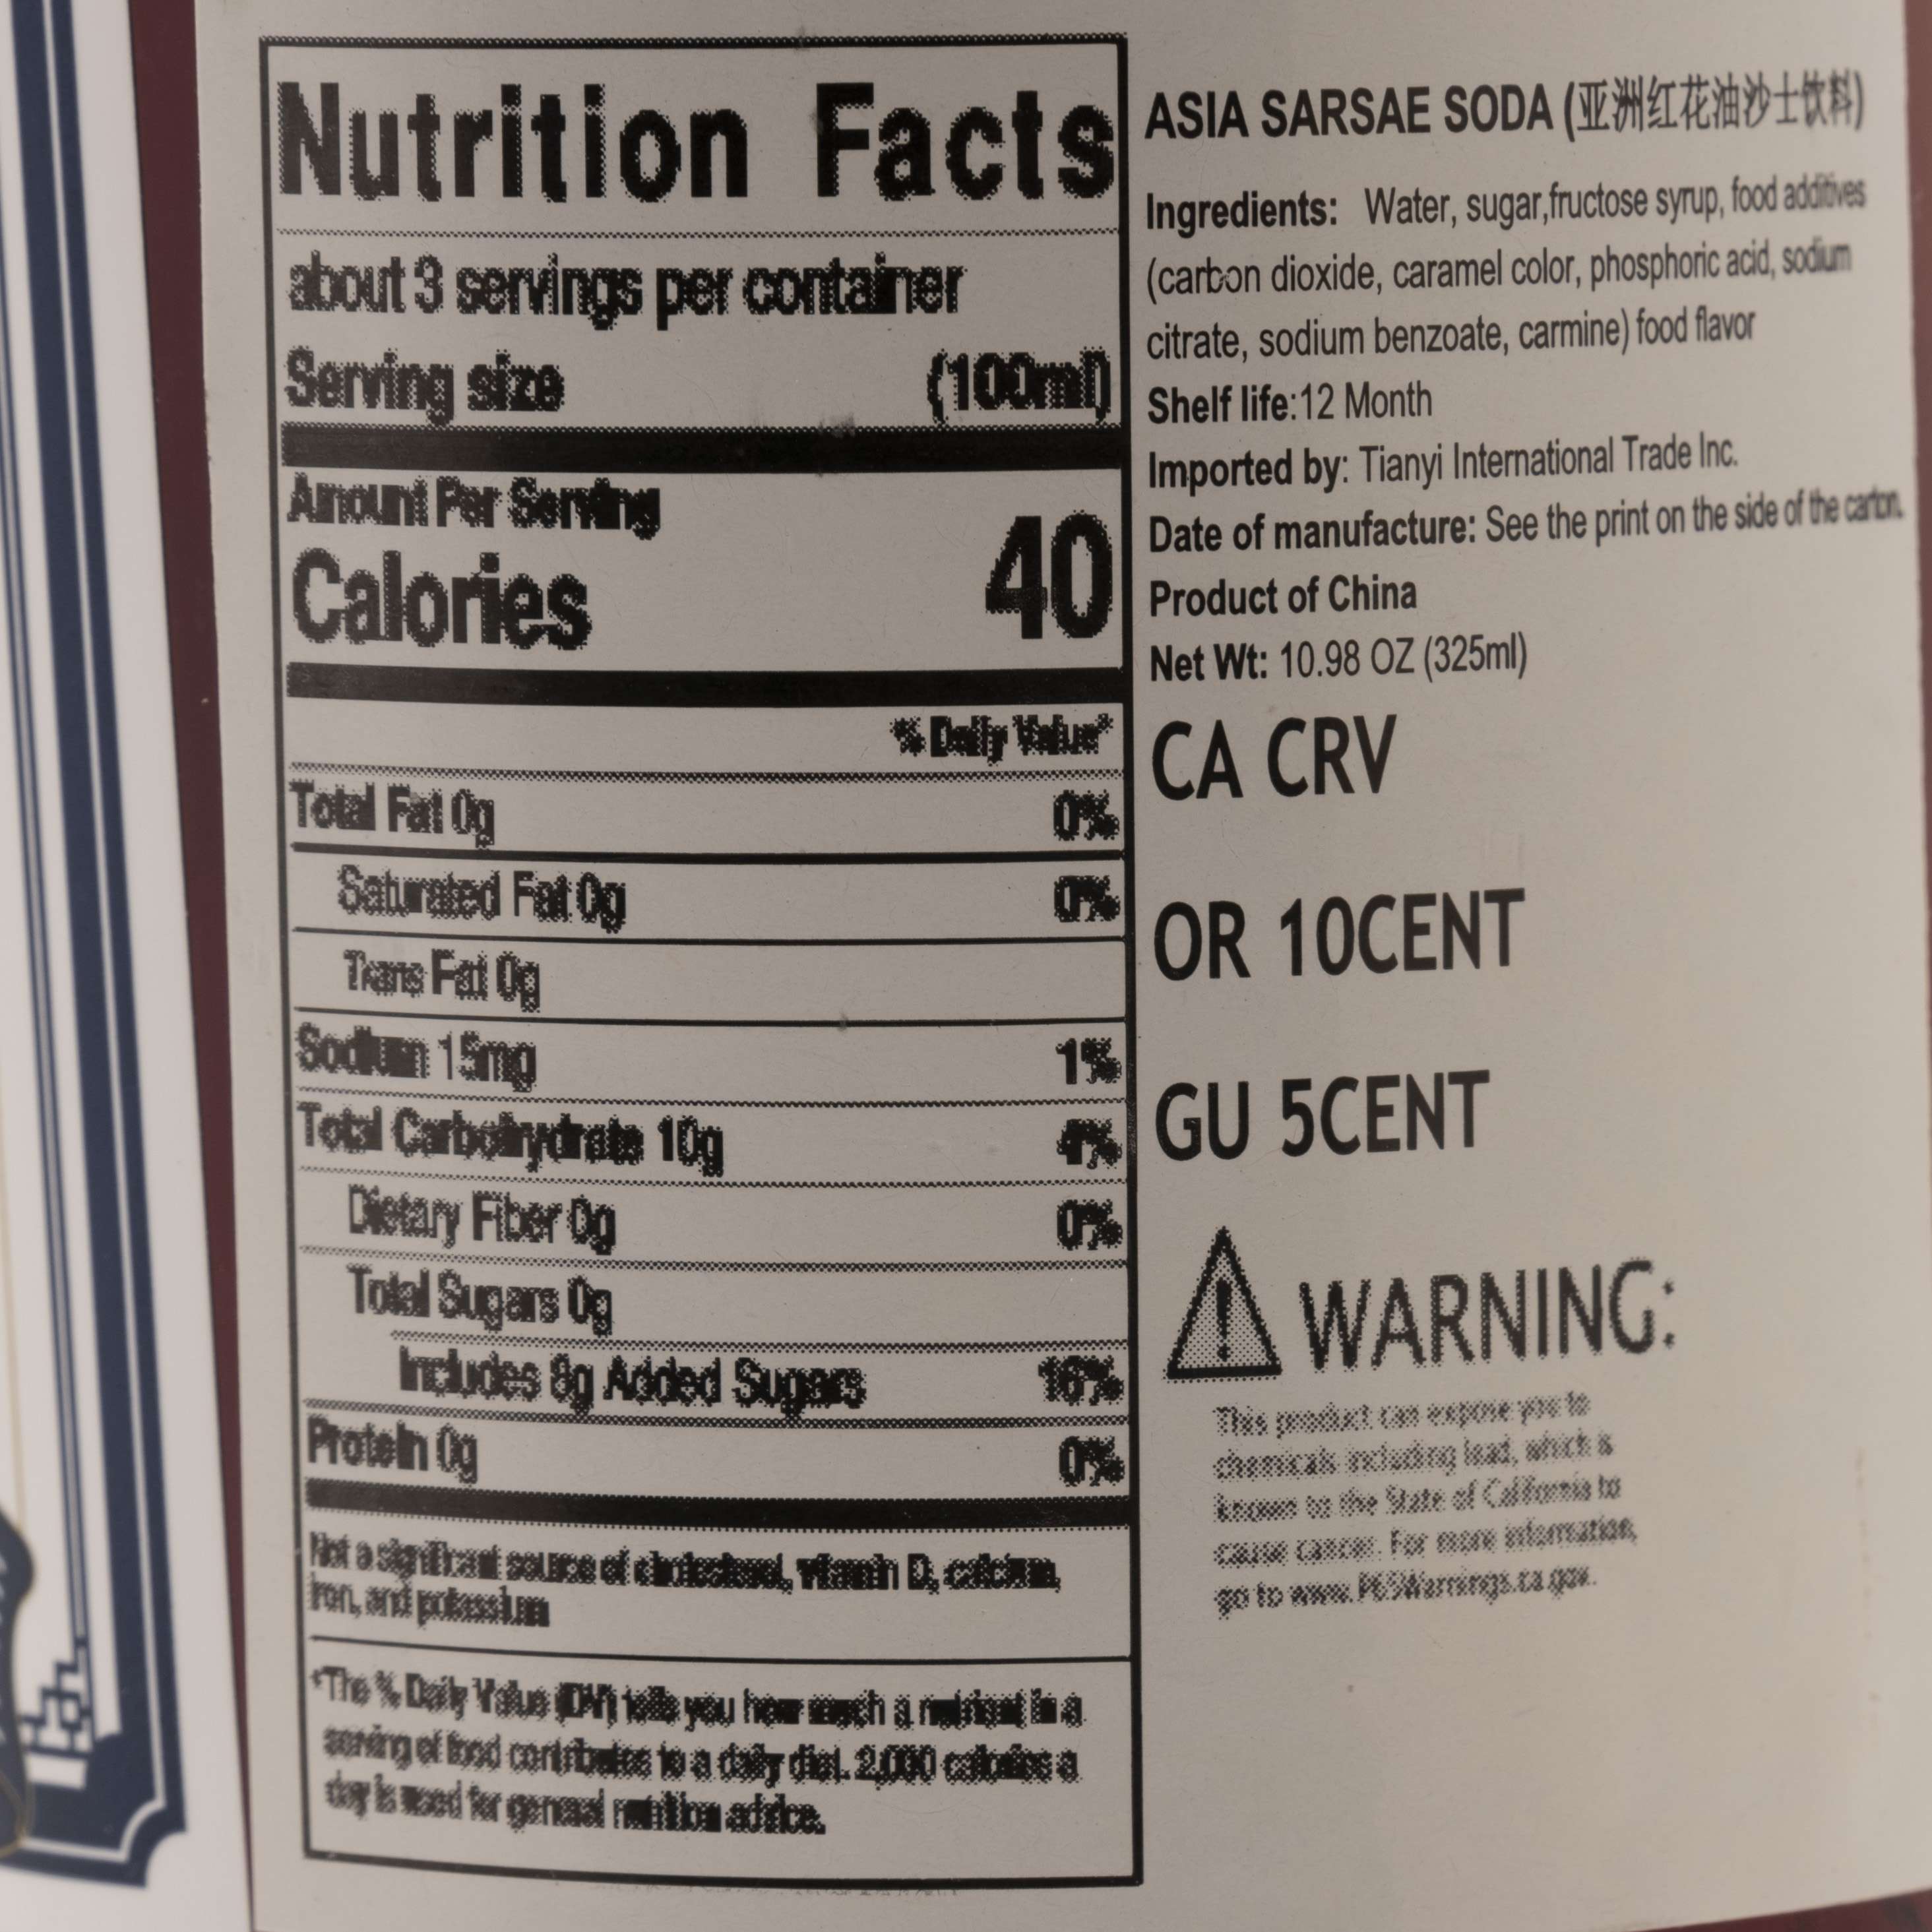 Nutrition Facts
about 3 servings per container
Serving size (100ml)
Amount Per Serving
Calories 40
% Daily Value*
Total Fat 0g 0%
Saturated Fat 0g 0%
Trans Fat 0g
Sodium 15mg 1%
Total Carbohydrate 10g 4%
Dietary Fiber 0g 0%
Total Sugars 0g
Includes 8g Added Sugars 16%
Protein 0g 0%
Not a significant source of cholesterol, vitamin D, calcium,
iron, and potassium
*The % Daily Value (DV) tells you how much a nutrient in a
serving of food contributes to a daily diet. 2,000 calories a
day is used for general nutrition advice.
ASIA SARSAE SODA (亚洲红花油沙士饮料)
Ingredients: Water, sugar,fructose syrup, food additives
(carbon dioxide, caramel color, phosphoric acid, sodium
citrate, sodium benzoate, carmine) food flavor
Shelf life:12 Month
Imported by: Tianyi International Trade Inc.
Date of manufacture: See the print on the side of the carton.
Product of China
Net Wt: 10.98 OZ (325ml)
CA CRV
OR 10CENT
GU 5CENT
WARNING:
This product can expose you to
chemicals including lead, which is
known to the State of California to
cause cancer. For more information,
go to www.P65Warnings.ca.gov.